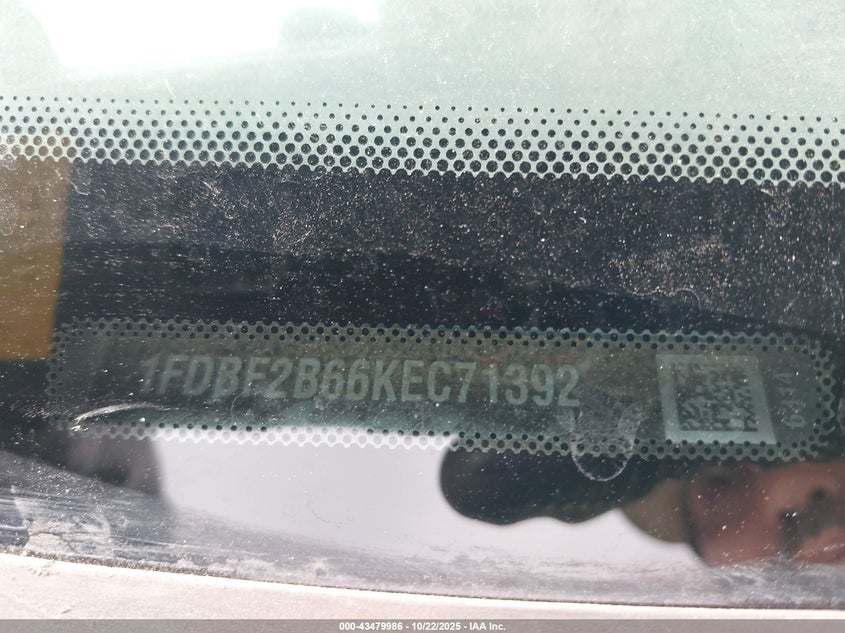 1FDBF2B66KEC71392
000-43479986 - 10/22/2025 - IAA Inc.